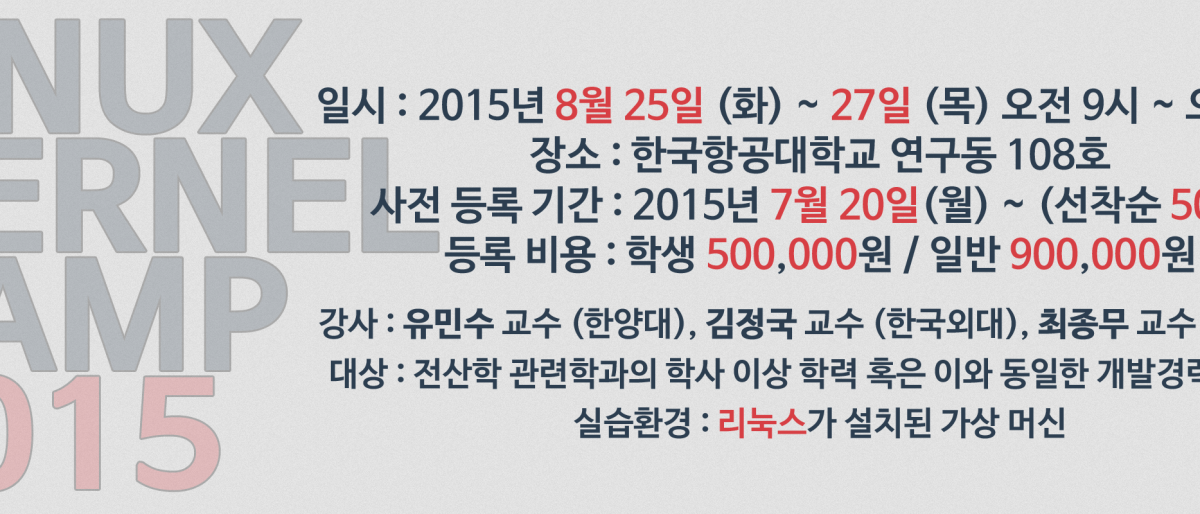 NUX
ERNEL
AMP
015
일시 : 2015년 8월 25일 (화) ~ 27일 (목) 오전 9시 ~
장소 : 한국항공대학교 연구동 108호
사전 등록 기간 : 2015년 7월 20일(월) ~ (선착순 50
등록 비용 : 학생 500,000원 / 일반 900,000원
강사 : 유민수 교수 (한양대), 김정국 교수 (한국외대), 최종무 교수
대상 : 전산학 관련학과의 학사 이상 학력 혹은 이와 동일한 개발경력
실습환경 : 리눅스가 설치된 가상 머신